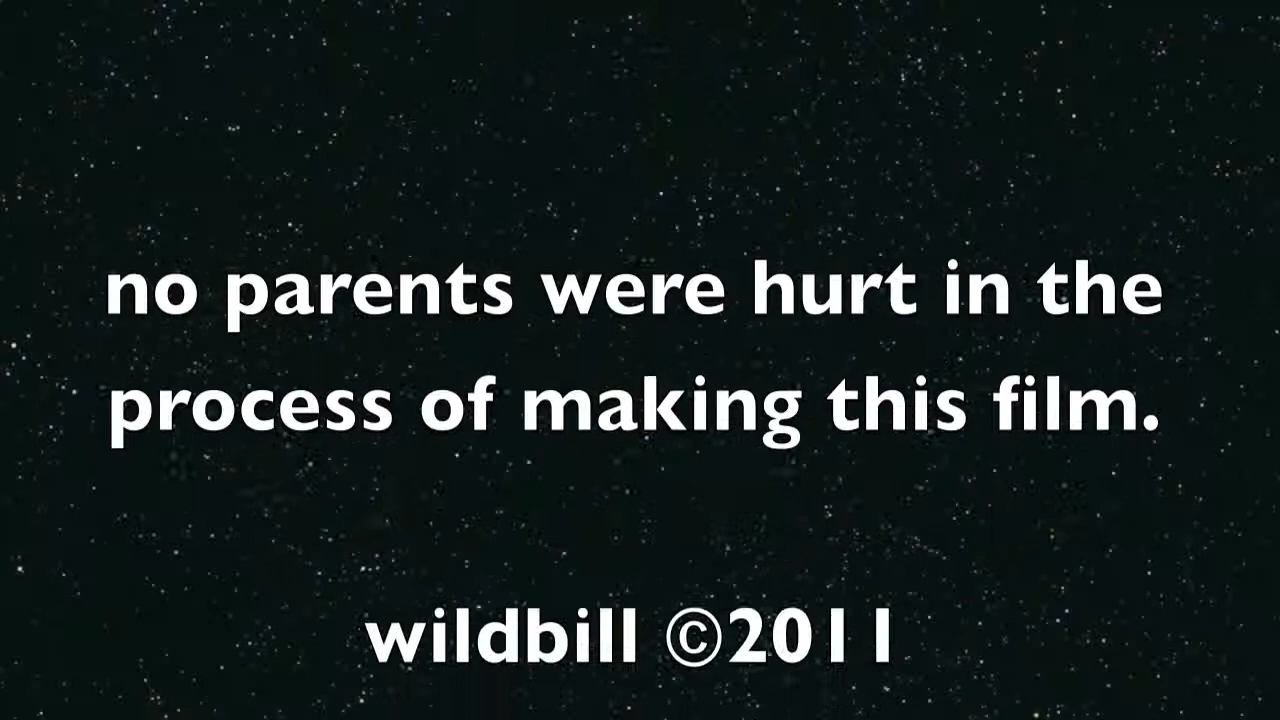 no parents were hurt in the
process of making this film.
wildbill ©2011